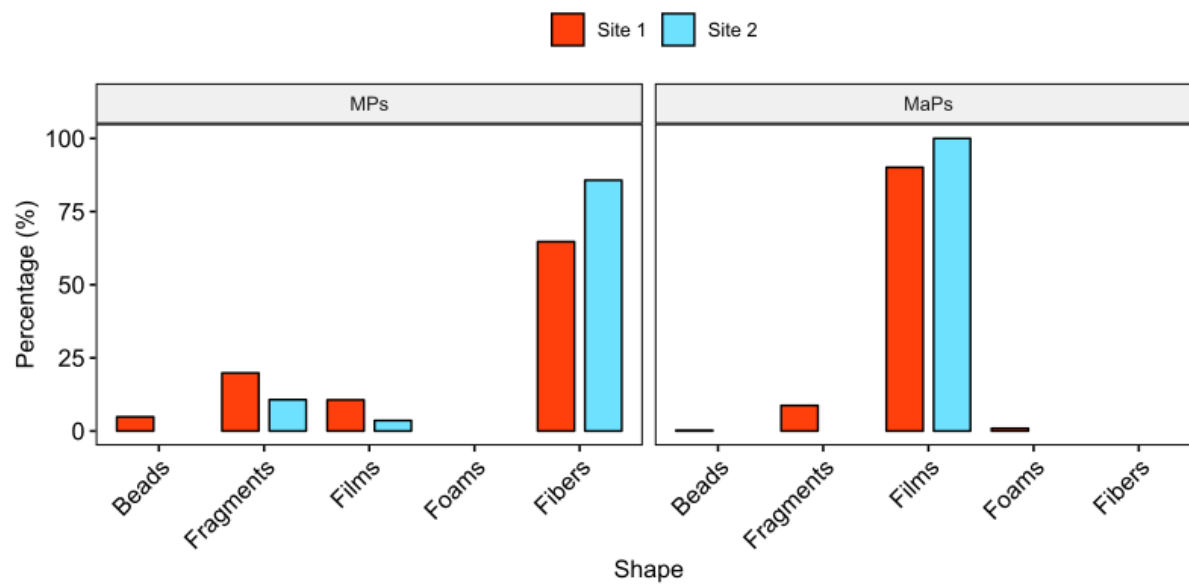 Site 1 Site 2
MPs MaPs
Percentage (%)
100
75
50
25
0
Beads Fragments Films Foams Fibers Beads Fragments Films Foams Fibers
Shape